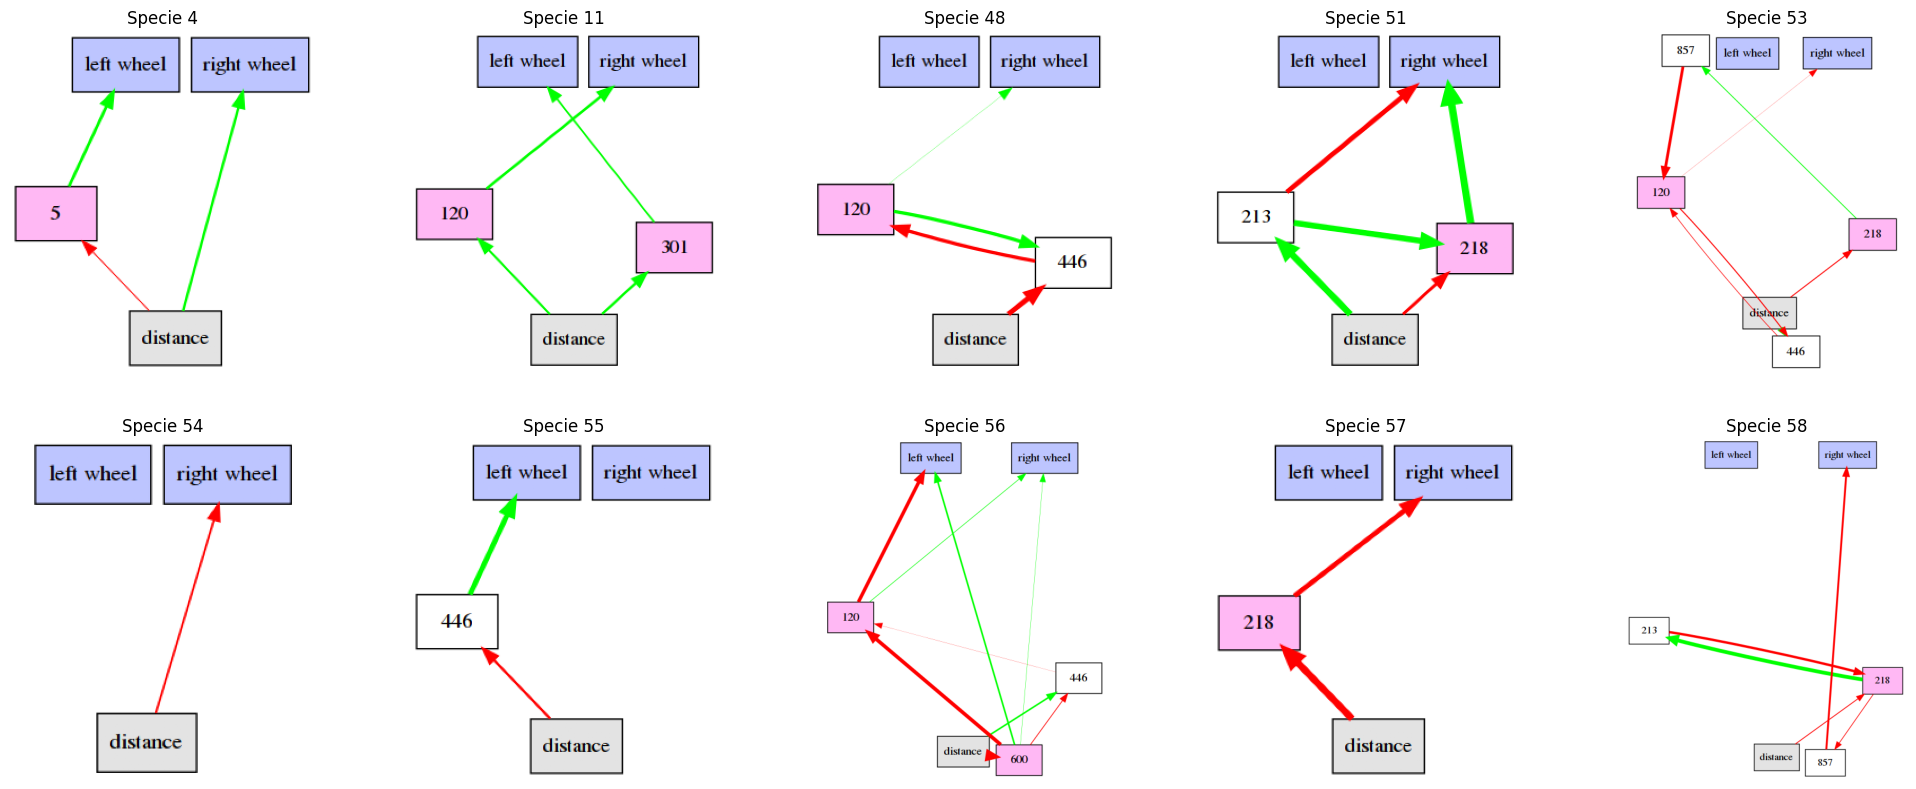 Specie 4
left wheel
right wheel
5
distance
Specie 11
left wheel
right wheel
120
301
distance
Specie 48
left wheel
right wheel
120
446
distance
Specie 51
left wheel
right wheel
213
218
distance
Specie 53
857
left wheel
right wheel
120
218
distance
446
Specie 54
left wheel
right wheel
distance
Specie 55
left wheel
right wheel
446
distance
Specie 56
left wheel
right wheel
120
446
distance
600
Specie 57
left wheel
right wheel
218
distance
Specie 58
left wheel
right wheel
213
218
distance
857